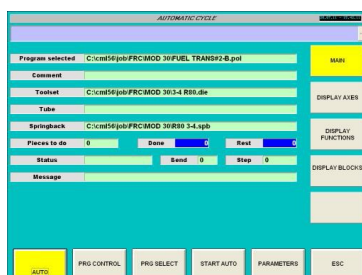 AUTOMATIC CYCLE
Program selected C:\cml56\job\FRC\MOD 30\FUEL TRANS#2-B.pol
MAIN
Comment
Toolset C:\cml56\job\FRC\MOD 30\3-4 R80.die
DISPLAY AXES
Tube
Springback C:\cml56\job\FRC\MOD 30\R80 3-4.spb
DISPLAY FUNCTIONS
Pieces to do 0 Done 0 Rest 0
Status Bend 0 Step 0
DISPLAY BLOCKS
Message
AUTO PRG CONTROL PRG SELECT START AUTO PARAMETERS ESC